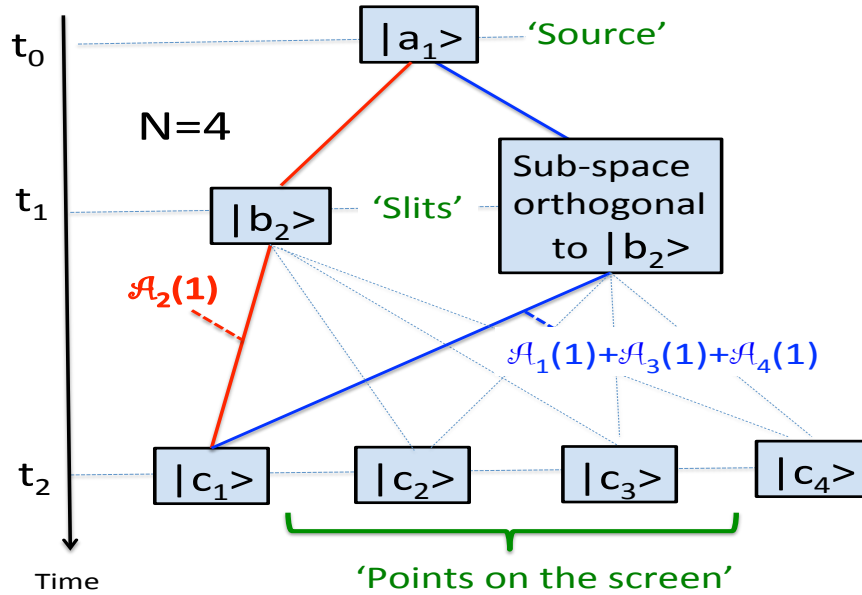 t₀
|a₁>
'Source'
N=4
Sub-space
orthogonal
to |b₂>
t₁
|b₂>
'Slits'
𝒜₂(1)
𝒜₁(1)+𝒜₃(1)+𝒜₄(1)
t₂
|c₁>
|c₂>
|c₃>
|c₄>
Time
'Points on the screen'